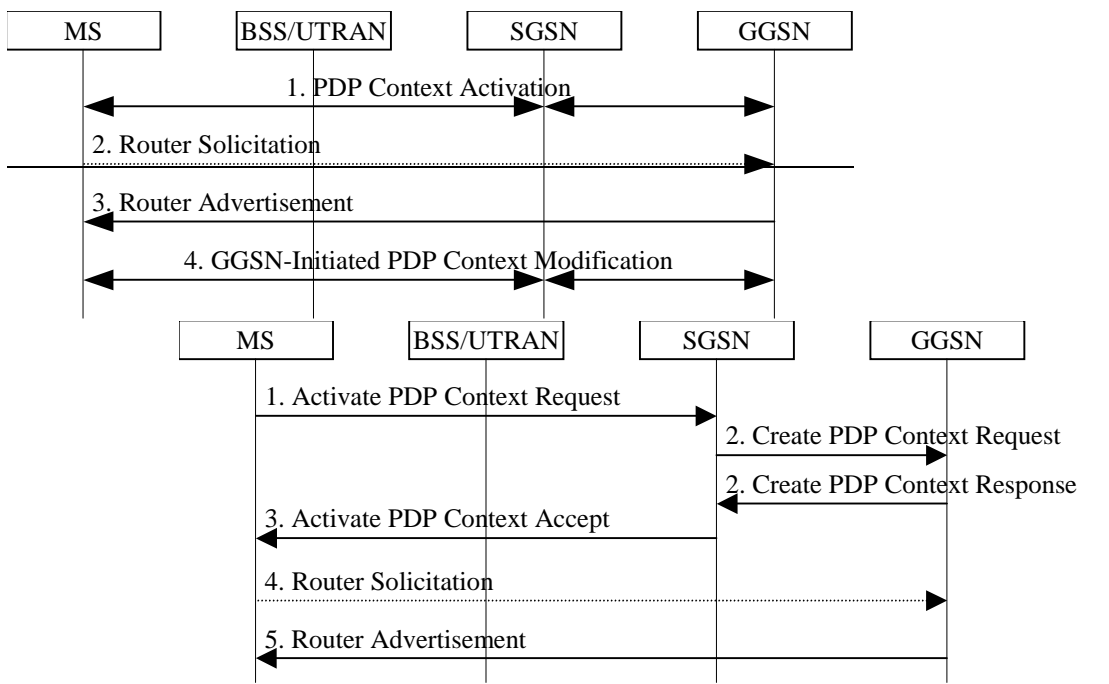 MS BSS/UTRAN SGSN GGSN
1. PDP Context Activation
2. Router Solicitation
3. Router Advertisement
4. GGSN-Initiated PDP Context Modification
MS BSS/UTRAN SGSN GGSN
1. Activate PDP Context Request
2. Create PDP Context Request
2. Create PDP Context Response
3. Activate PDP Context Accept
4. Router Solicitation
5. Router Advertisement